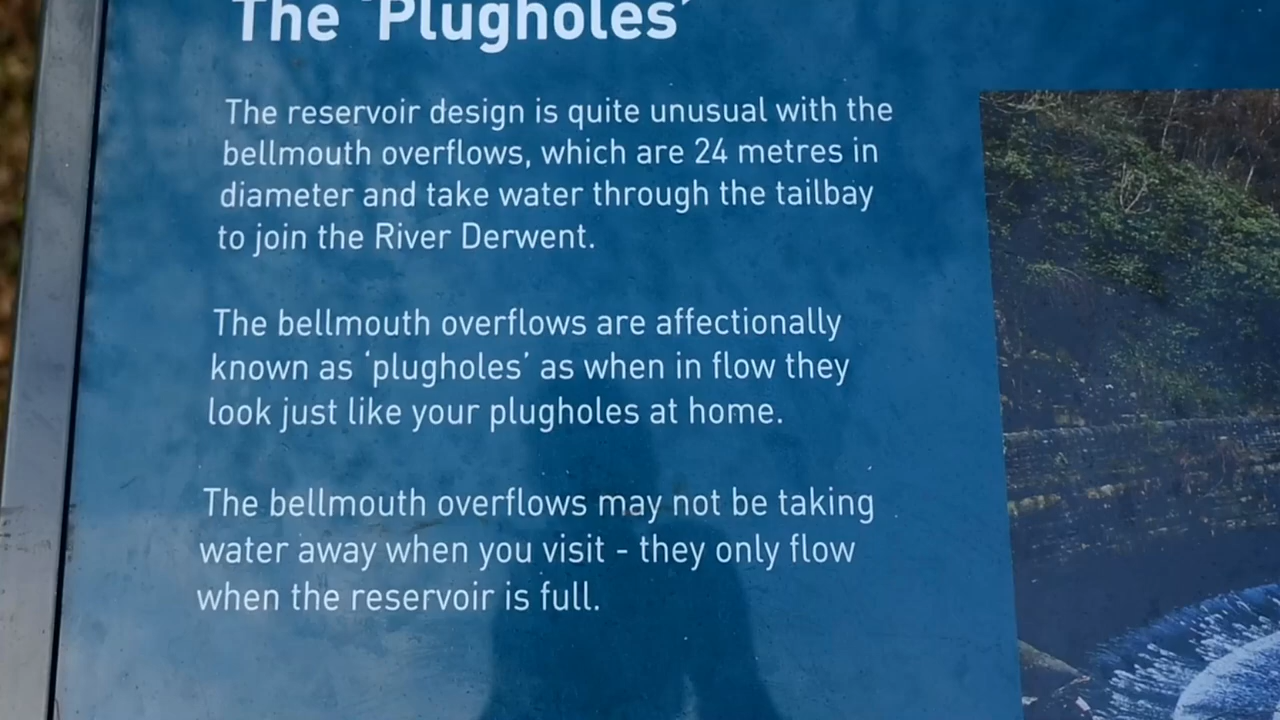 The 'Plugholes'
The reservoir design is quite unusual with the
bellmouth overflows, which are 24 metres in
diameter and take water through the tailbay
to join the River Derwent.
The bellmouth overflows are affectionally
known as 'plugholes' as when in flow they
look just like your plugholes at home.
The bellmouth overflows may not be taking
water away when you visit - they only flow
when the reservoir is full.